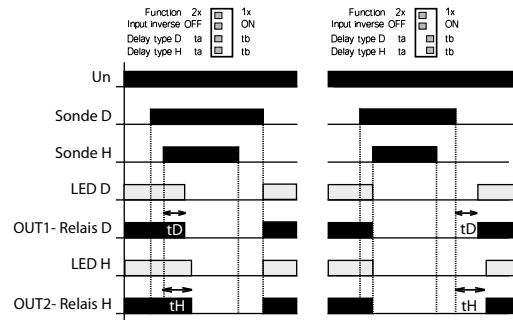 Function 2x 1x
Input inverse OFF ON
Delay type D ta tb
Delay type H ta tb
Function 2x 1x
Input inverse OFF ON
Delay type D ta tb
Delay type H ta tb
Un
Sonde D
Sonde H
LED D
OUT1- Relais D
tD
tD
LED H
OUT2- Relais H
tH
tH